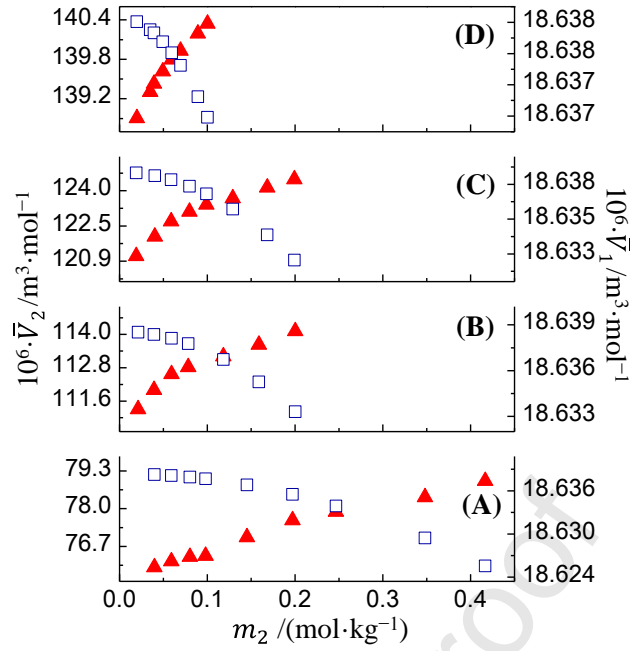 140.4
139.8
139.2
(D)
18.638
18.638
18.637
18.637
124.0
122.5
120.9
(C)
18.638
18.635
18.633
114.0
112.8
111.6
(B)
18.639
18.636
18.633
79.3
78.0
76.7
(A)
18.636
18.630
18.624
0.0 0.1 0.2 0.3 0.4
m₂ /(mol·kg⁻¹)
10⁶·V̄₂/m³·mol⁻¹
10⁶·V̄₁/m³·mol⁻¹
roof